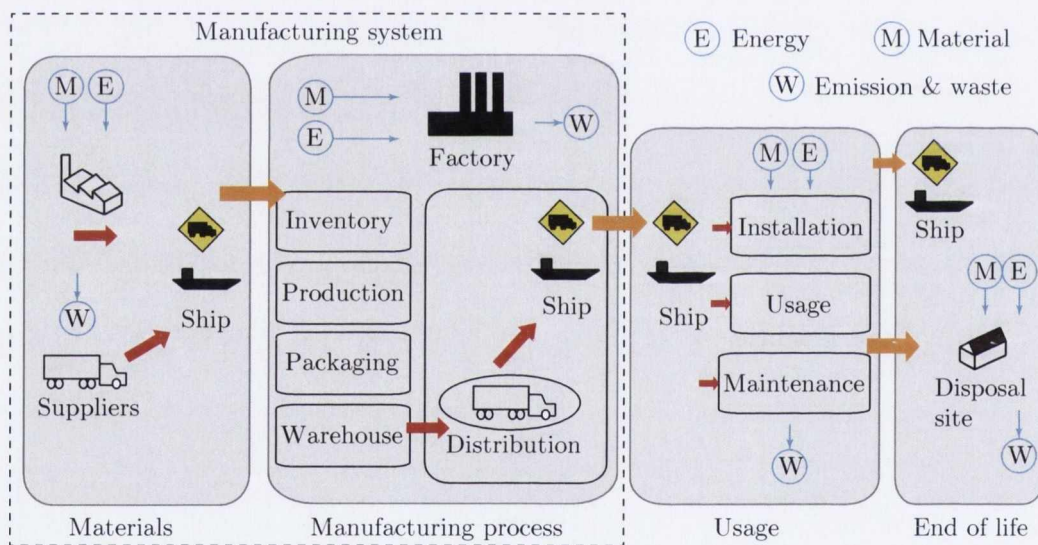 Manufacturing system
E Energy
M Material
W Emission & waste
M E
W
Suppliers
Ship
Materials
M
E
W
Factory
Inventory
Production
Packaging
Warehouse
Ship
Distribution
Manufacturing process
M E
Ship
Installation
Usage
Maintenance
W
Usage
Ship
M E
Disposal
site
W
End of life